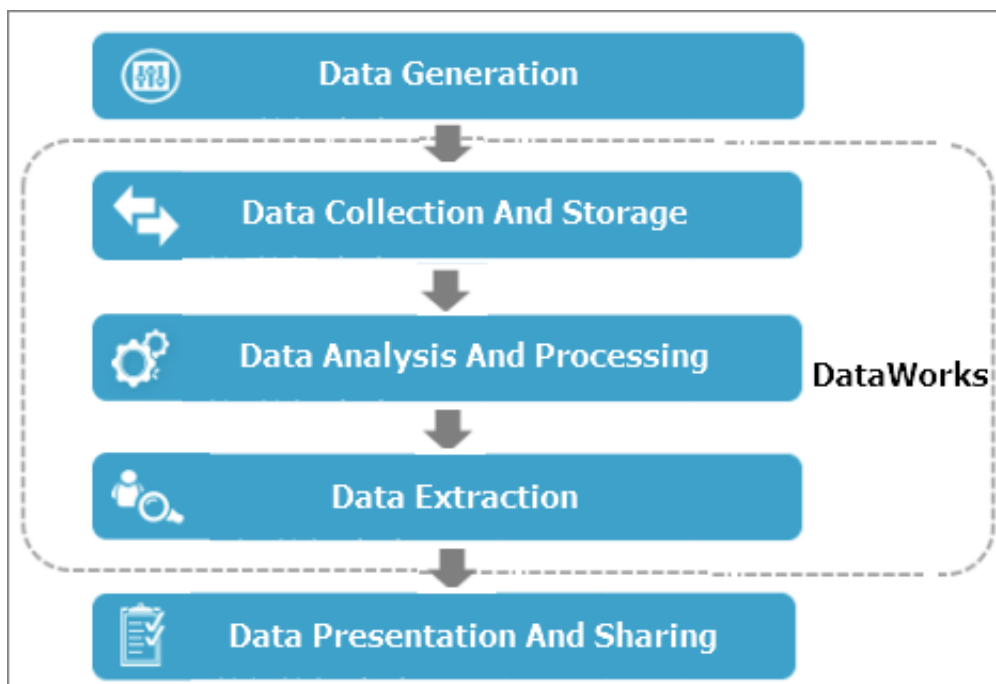 Data Generation
Data Collection And Storage
Data Analysis And Processing
DataWorks
Data Extraction
Data Presentation And Sharing